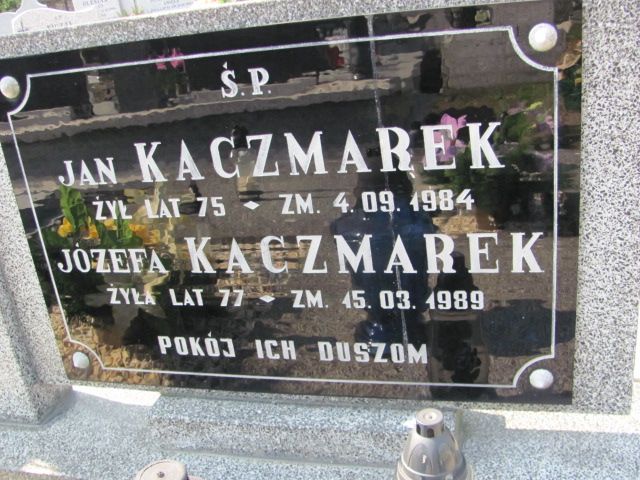 Ś.P.
JAN KACZMAREK
ŻYŁ LAT 75 - ZM. 4.09.1984
JÓZEFA KACZMAREK
ŻYŁA LAT 77 - ZM. 15.03.1989
POKÓJ ICH DUSZOM